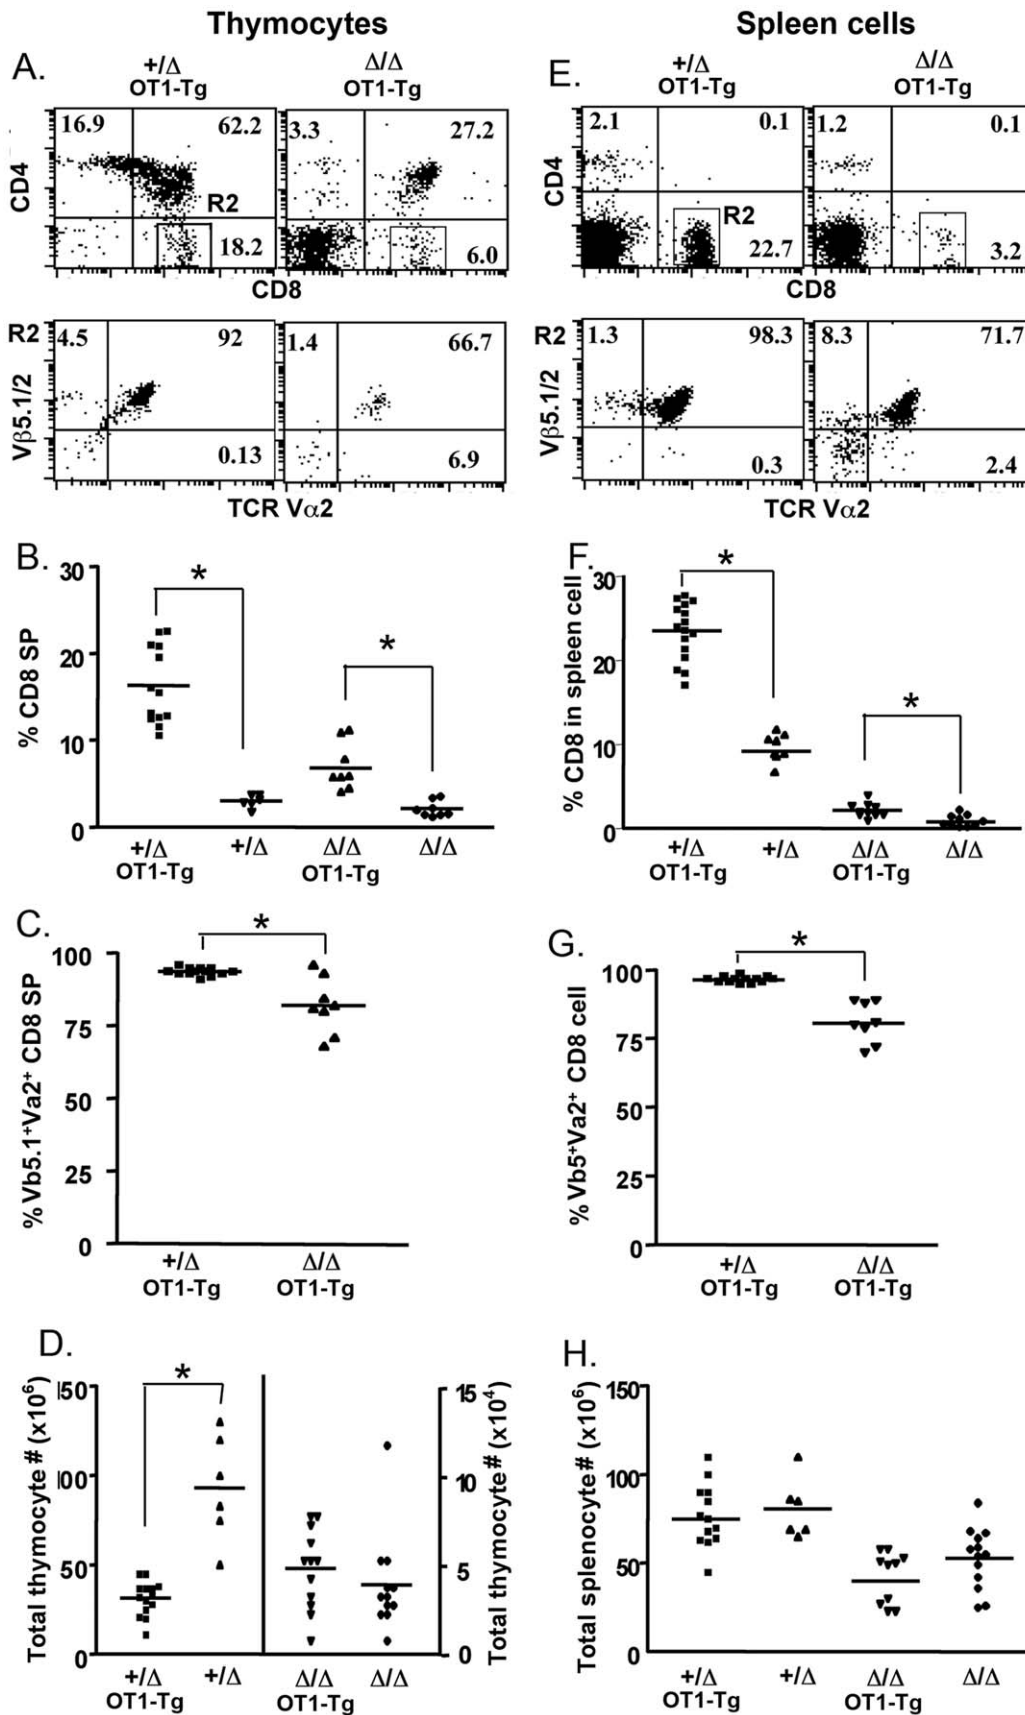 Thymocytes
Spleen cells
A.
+/Δ
OT1-Tg
Δ/Δ
OT1-Tg
16.9
62.2
3.3
27.2
CD4
R2
18.2
6.0
CD8
R2
4.5
92
1.4
66.7
Vβ5.1/2
0.13
6.9
TCR Vα2
E.
+/Δ
OT1-Tg
Δ/Δ
OT1-Tg
2.1
0.1
1.2
0.1
CD4
R2
22.7
3.2
CD8
R2
1.3
98.3
8.3
71.7
Vβ5.1/2
0.3
2.4
TCR Vα2
B.
% CD8 SP
30
20
10
0
*
*
+/Δ
OT1-Tg
+/Δ
Δ/Δ
OT1-Tg
Δ/Δ
F.
% CD8 in spleen cell
30
20
10
0
*
*
+/Δ
OT1-Tg
+/Δ
Δ/Δ
OT1-Tg
Δ/Δ
C.
% Vb5.1⁺Va2⁺ CD8 SP
100
75
50
25
0
*
+/Δ
OT1-Tg
Δ/Δ
OT1-Tg
G.
% Vb5⁺Va2⁺ CD8 cell
100
75
50
25
0
*
+/Δ
OT1-Tg
Δ/Δ
OT1-Tg
D.
Total thymocyte# (x10⁶)
150
100
50
0
*
+/Δ
OT1-Tg
+/Δ
Δ/Δ
OT1-Tg
Δ/Δ
15
10
5
0
Total thymocyte# (x10⁴)
H.
Total splenocyte# (x10⁶)
150
100
50
0
+/Δ
OT1-Tg
+/Δ
Δ/Δ
OT1-Tg
Δ/Δ